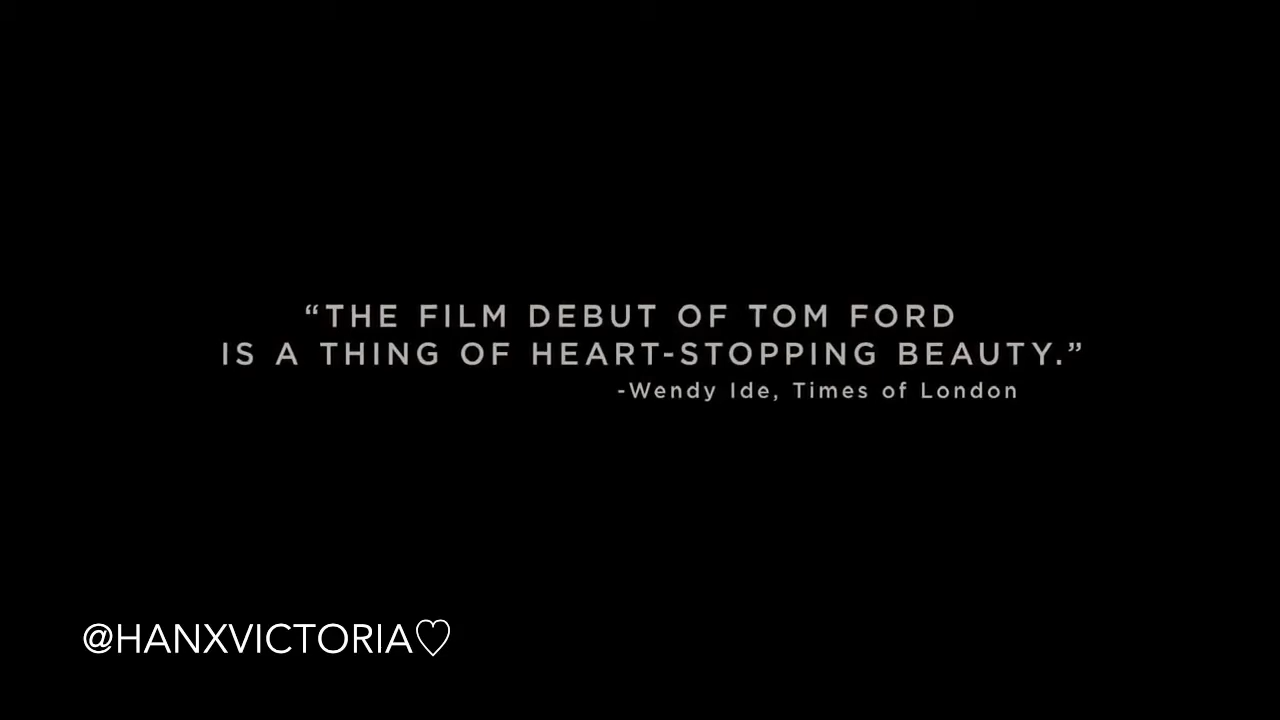 “THE FILM DEBUT OF TOM FORD
IS A THING OF HEART-STOPPING BEAUTY.”
-Wendy Ide, Times of London
@HANXVICTORIA♡